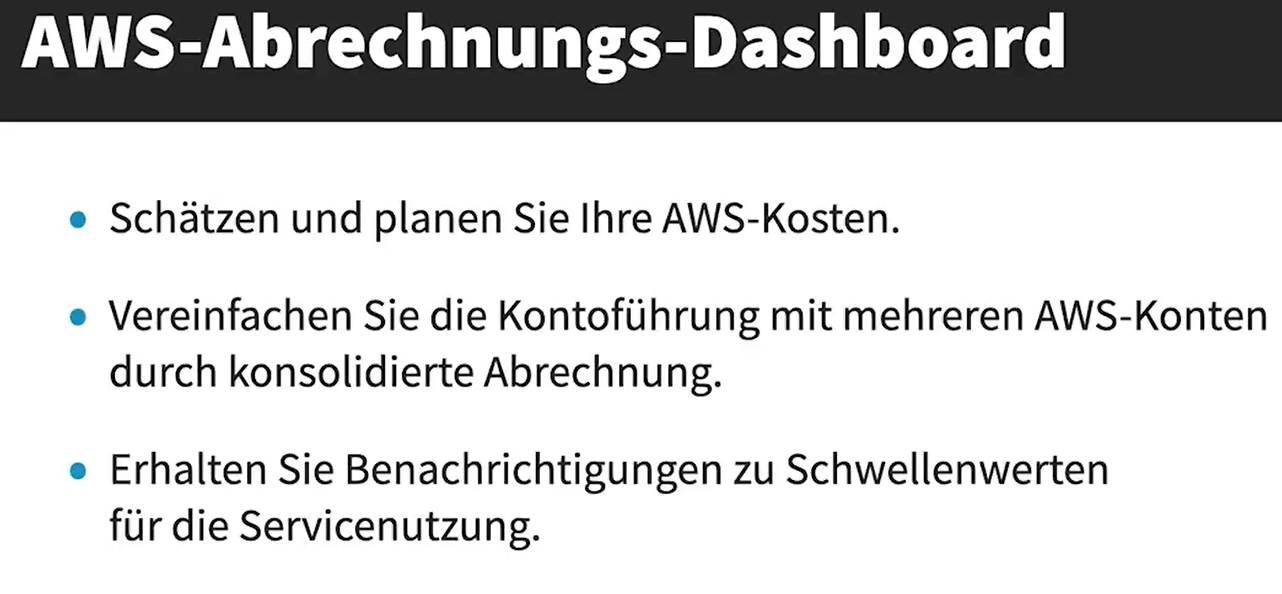 AWS-Abrechnungs-Dashboard
Schätzen und planen Sie Ihre AWS-Kosten.
Vereinfachen Sie die Kontoführung mit mehreren AWS-Konten
durch konsolidierte Abrechnung.
Erhalten Sie Benachrichtigungen zu Schwellenwerten
für die Servicenutzung.